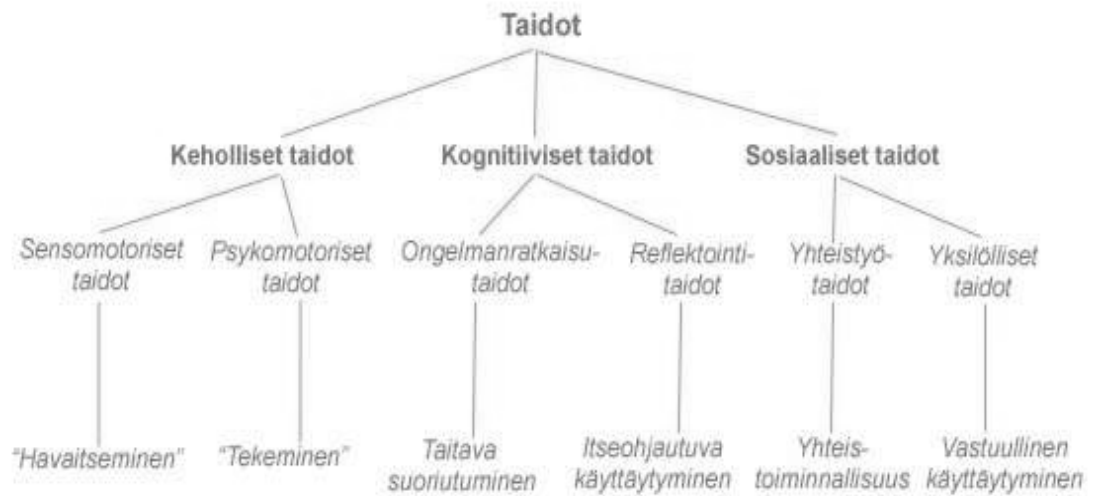 Taidot
Keholliset taidot
Kognitiiviset taidot
Sosiaaliset taidot
Sensomotoriset
taidot
Psykomotoriset
taidot
Ongelmanratkaisu-
taidot
Reflektointi-
taidot
Yhteistyö-
taidot
Yksilölliset
taidot
"Havaitseminen"
"Tekeminen"
Taitava
suoriutuminen
Itseohjautuva
käyttäytyminen
Yhteis-
toiminnallisuus
Vastuullinen
käyttäytyminen